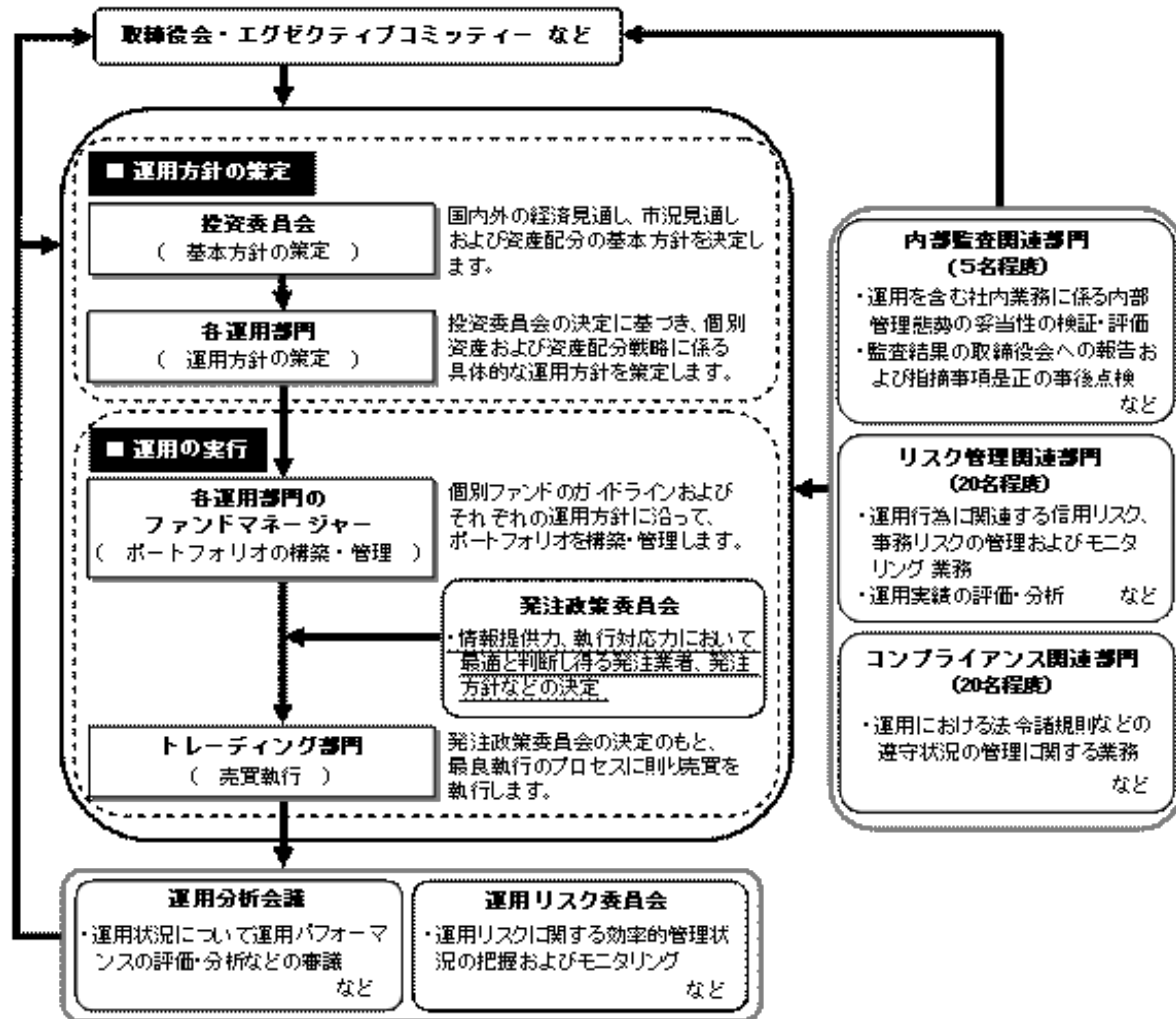 取締役会・エグゼクティブコミッティー など
■ 運用方針の策定
投資委員会
( 基本方針の策定 )
国内外の経済見通し、市況見通し
および資産配分の基本方針を決定し
ます。
各運用部門
( 運用方針の策定 )
投資委員会の決定に基づき、個別
資産および資産配分戦略に係る
具体的な運用方針を策定します。
■ 運用の実行
各運用部門の
ファンドマネージャー
( ポートフォリオの構築・管理 )
個別ファンドのガイドラインおよび
それぞれの運用方針に沿って、
ポートフォリオを構築・管理します。
発注政策委員会
・情報提供力、執行対応力において
最適と判断し得る発注業者、発注
方針などの決定
トレーディング部門
( 売買執行 )
発注政策委員会の決定のもと、
最良執行のプロセスに則り売買を
執行します。
運用分析会議
・運用状況について運用パフォーマ
ンスの評価・分析などの審議
など
運用リスク委員会
・運用リスクに関する効率的管理状
況の把握およびモニタリング
など
内部監査関連部門
(5名程度)
・運用を含む社内業務に係る内部
管理態勢の妥当性の検証・評価
・監査結果の取締役会への報告お
よび指摘事項是正の事後点検
など
リスク管理関連部門
(20名程度)
・運用行為に関連する信用リスク、
事務リスクの管理およびモニタ
リング業務
・運用実績の評価・分析 など
コンプライアンス関連部門
(20名程度)
・運用における法令諸規則などの
遵守状況の管理に関する業務
など